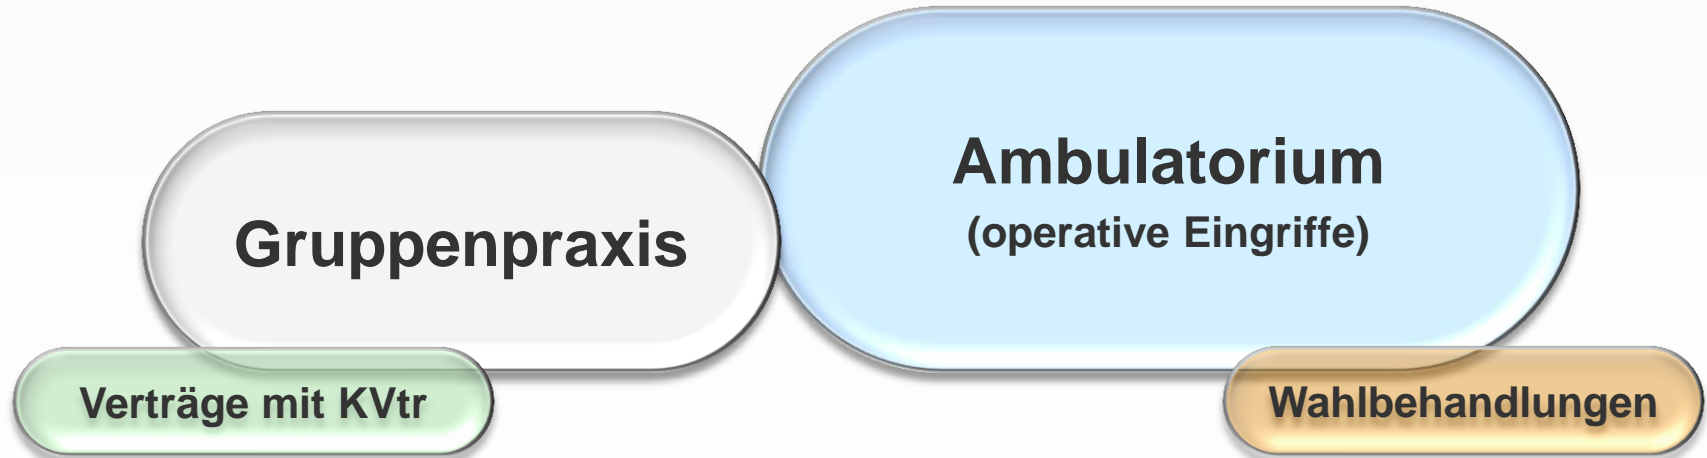 Gruppenpraxis
Ambulatorium
(operative Eingriffe)
Verträge mit KVtr
Wahlbehandlungen